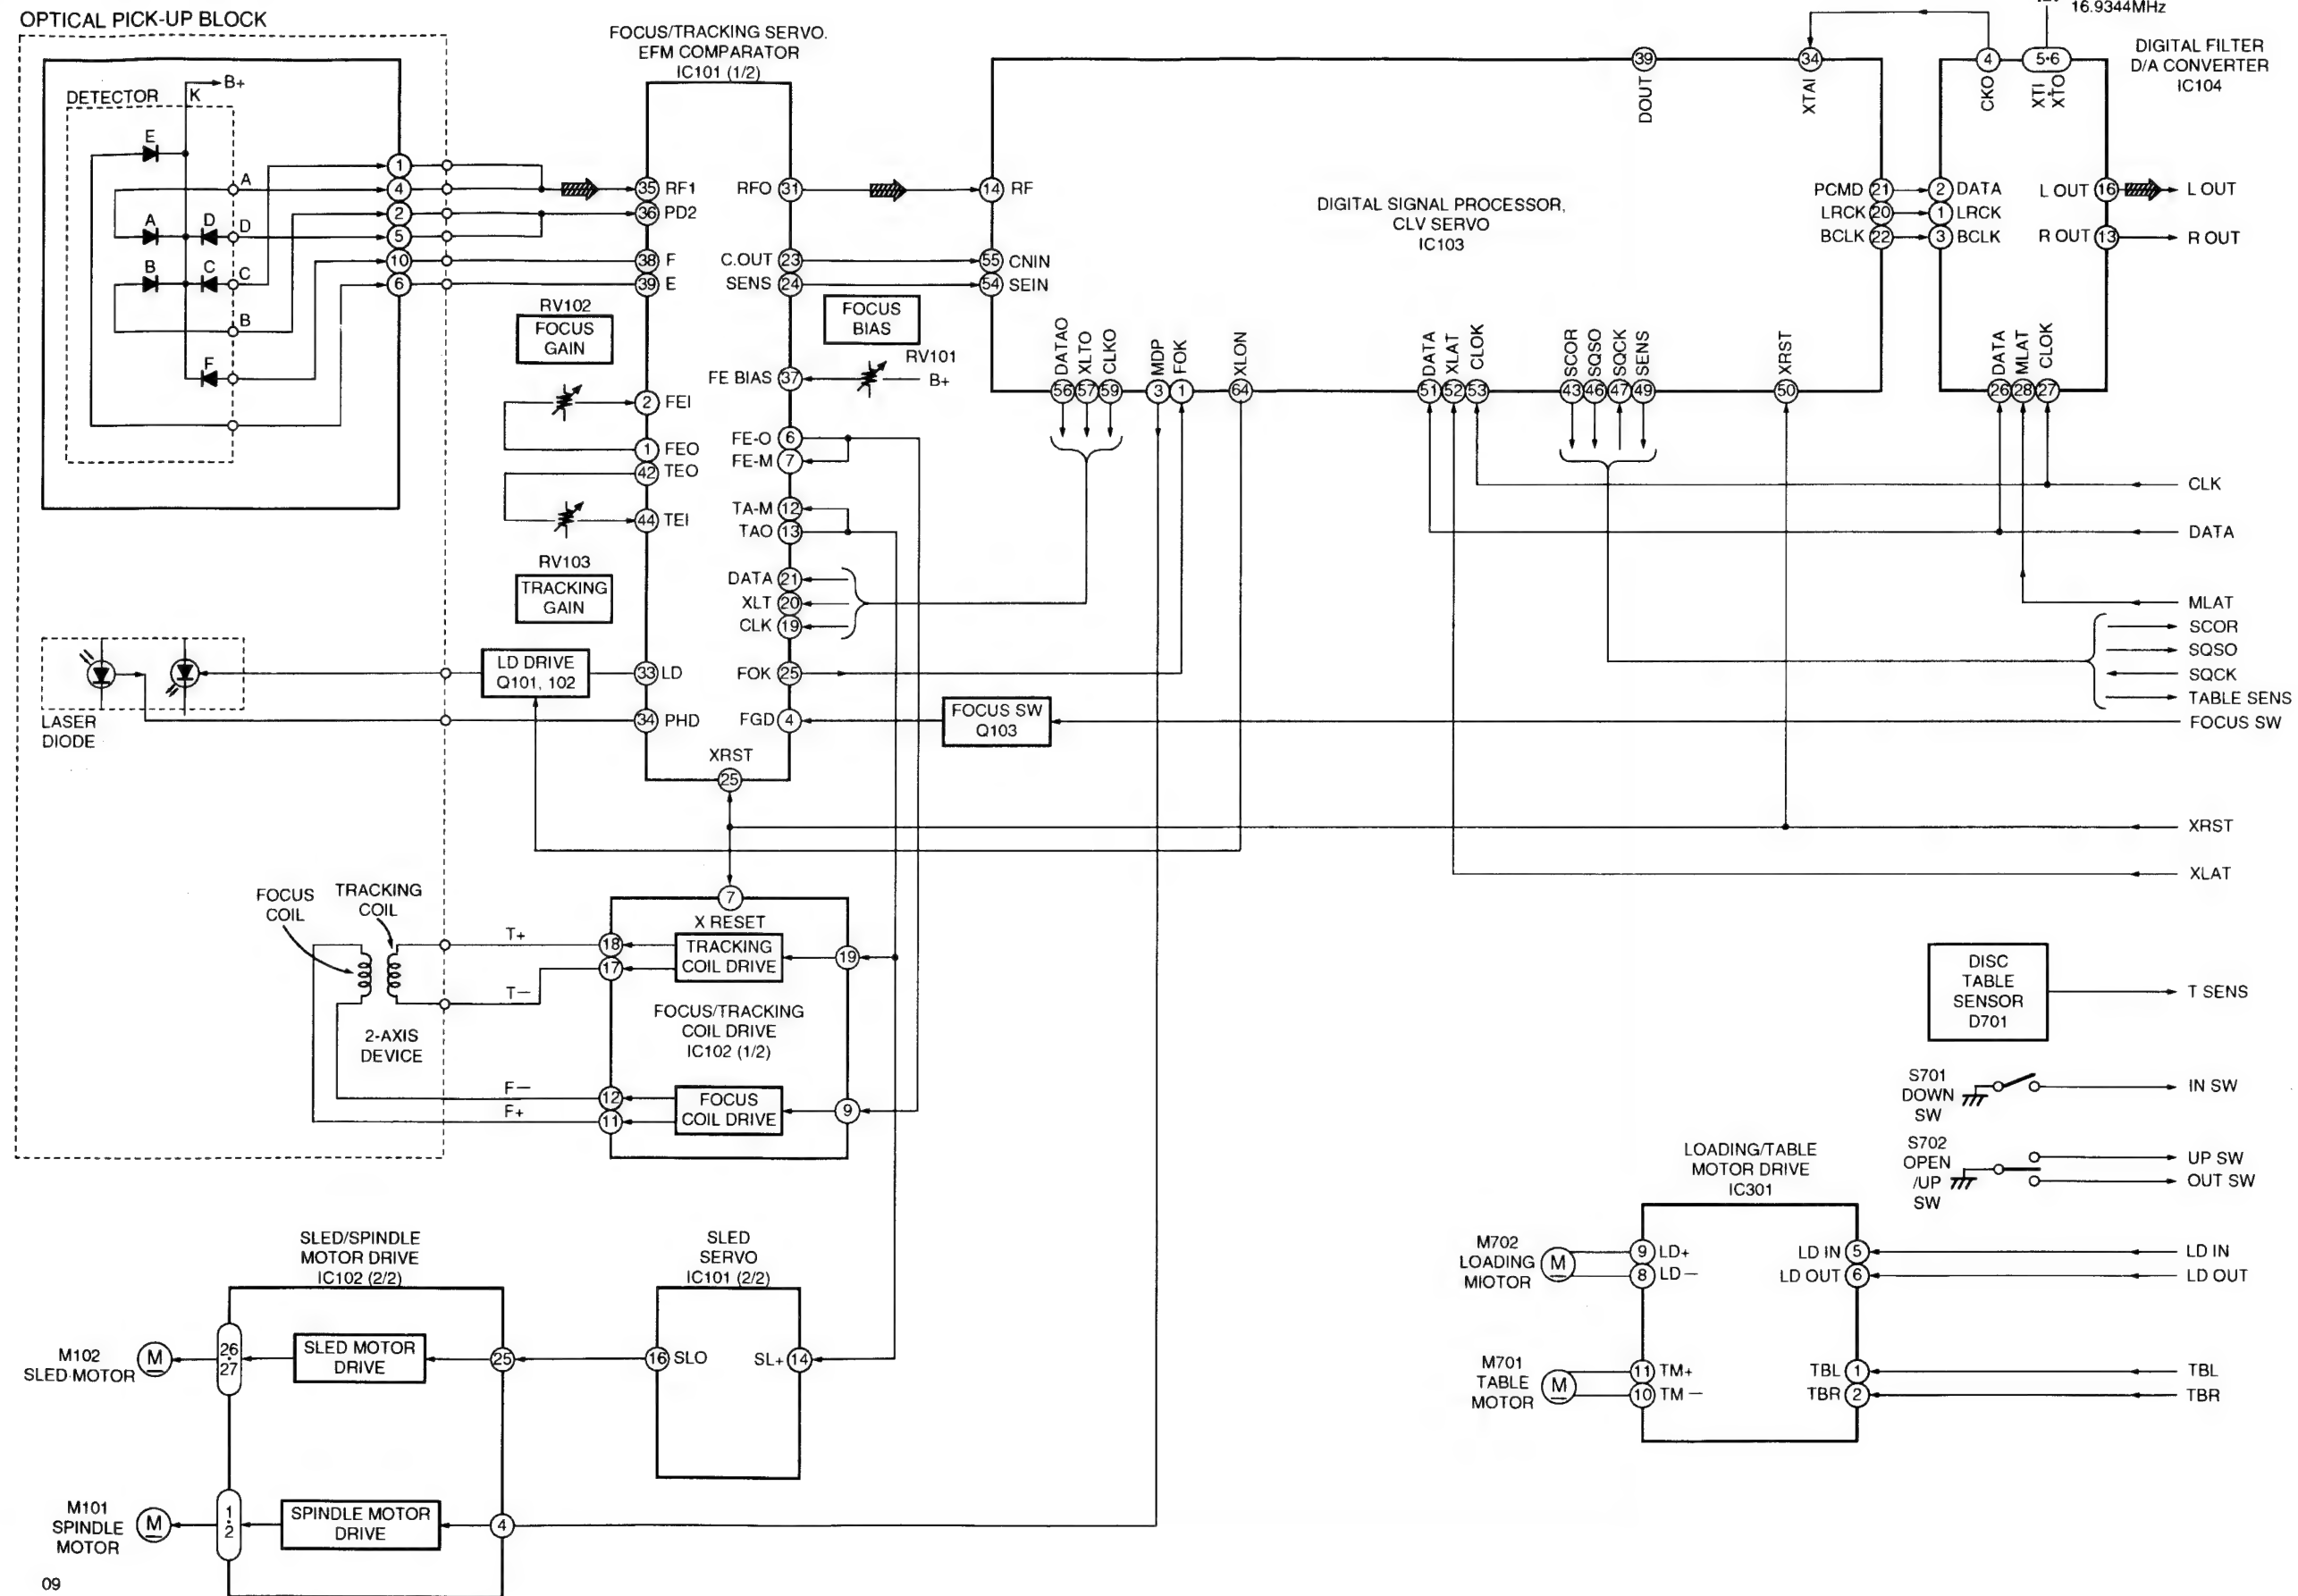 OPTICAL PICK-UP BLOCK
DETECTOR
K
B+
E
A
A
D
D
B
C
C
B
F
1
4
2
5
10
6
FOCUS/TRACKING SERVO.
EFM COMPARATOR
IC101 (1/2)
35 RF1
36 PD2
38 F
39 E
RV102
FOCUS
GAIN
2 FEI
1 FEO
42 TEO
44 TEI
RV103
TRACKING
GAIN
33 LD
34 PHD
RFO 31
C.OUT 23
SENS 24
FOCUS
BIAS
RV101
B+
FE BIAS 37
FE-O 6
FE-M 7
TA-M 12
TAO 13
DATA 21
XLT 20
CLK 19
FOK 25
FGD 4
XRST
25
LD DRIVE
Q101, 102
LASER
DIODE
FOCUS SW
Q103
DIGITAL SIGNAL PROCESSOR,
CLV SERVO
IC103
14 RF
55 CNIN
54 SEIN
39
DOUT
34
XTAI
PCMD 21
LRCK 20
BCLK 22
DATAO
XLTO
CLKO
MDP
FOK
XLON
DATA
XLAT
CLOK
SCOR
SQSO
SQCK
SENS
XRST
56 57 59 3 1 64 51 52 53 43 46 47 49 50
16.9344MHz
DIGITAL FILTER
D/A CONVERTER
IC104
4
5·6
CKO
XTI
XTO
2 DATA
1 LRCK
3 BCLK
L OUT 16
R OUT 13
L OUT
R OUT
DATA
MLAT
CLOK
26 28 27
CLK
DATA
MLAT
SCOR
SQSO
SQCK
TABLE SENS
FOCUS SW
XRST
XLAT
FOCUS
COIL
TRACKING
COIL
2-AXIS
DEVICE
T+
T−
F−
F+
7
X RESET
18
17
TRACKING
COIL DRIVE
19
FOCUS/TRACKING
COIL DRIVE
IC102 (1/2)
12
11
FOCUS
COIL DRIVE
9
DISC
TABLE
SENSOR
D701
T SENS
S701
DOWN
SW
IN SW
S702
OPEN
/UP
SW
UP SW
OUT SW
LOADING/TABLE
MOTOR DRIVE
IC301
M702
LOADING
MIOTOR
M
9 LD+
8 LD−
LD IN 5
LD OUT 6
LD IN
LD OUT
M701
TABLE
MOTOR
M
11 TM+
10 TM−
TBL 1
TBR 2
TBL
TBR
SLED/SPINDLE
MOTOR DRIVE
IC102 (2/2)
SLED
SERVO
IC101 (2/2)
M102
SLED MOTOR
M
26
·
27
SLED MOTOR
DRIVE
25
16 SLO
SL+ 14
M101
SPINDLE
MOTOR
M
1
·
2
SPINDLE MOTOR
DRIVE
4
09